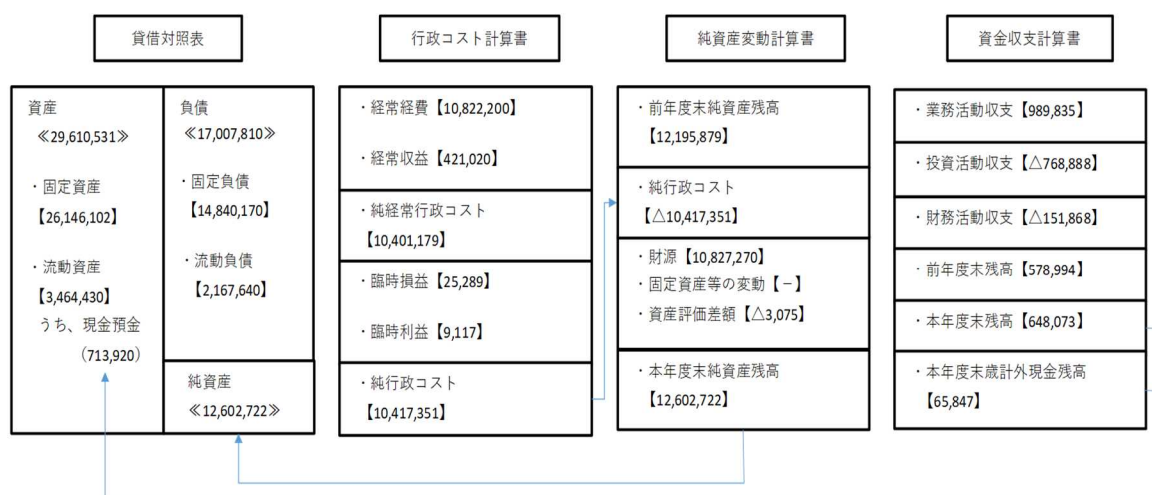 貸借対照表
行政コスト計算書
純資産変動計算書
資金収支計算書
資産
≪29,610,531≫
・固定資産
【26,146,102】
・流動資産
【3,464,430】
うち、現金預金
(713,920)
負債
≪17,007,810≫
・固定負債
【14,840,170】
・流動負債
【2,167,640】
純資産
≪12,602,722≫
・経常経費【10,822,200】
・経常収益【421,020】
・純経常行政コスト
【10,401,179】
・臨時損益【25,289】
・臨時利益【9,117】
・純行政コスト
【10,417,351】
・前年度末純資産残高
【12,195,879】
・純行政コスト
【△10,417,351】
・財源【10,827,270】
・固定資産等の変動【－】
・資産評価差額【△3,075】
・本年度末純資産残高
【12,602,722】
・業務活動収支【989,835】
・投資活動収支【△768,888】
・財務活動収支【△151,868】
・前年度末残高【578,994】
・本年度末残高【648,073】
・本年度末歳計外現金残高
【65,847】